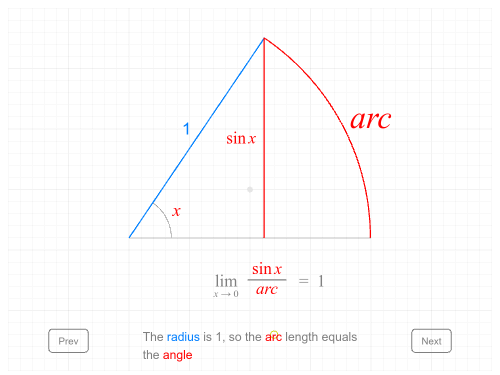 1
sin x
arc
x
lim x → 0 sin x / arc = 1
Prev
The radius is 1, so the arc length equals
the angle
Next